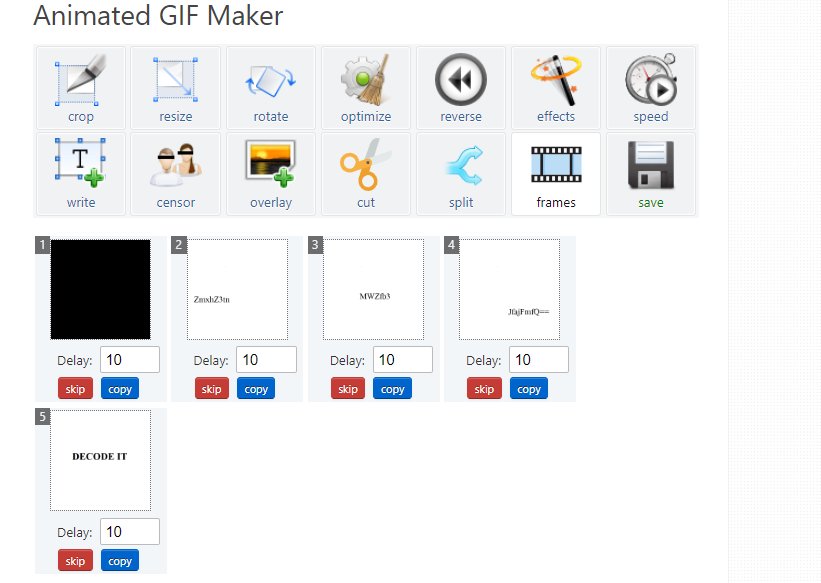 Animated GIF Maker
crop resize rotate optimize reverse effects speed
T
write censor overlay cut split frames save
1 2 3 4
ZmxhZ3tn MWZfb3 JfajFmfQ==
Delay: 10 Delay: 10 Delay: 10 Delay: 10
skip copy skip copy skip copy skip copy
5
DECODE IT
Delay: 10
skip copy